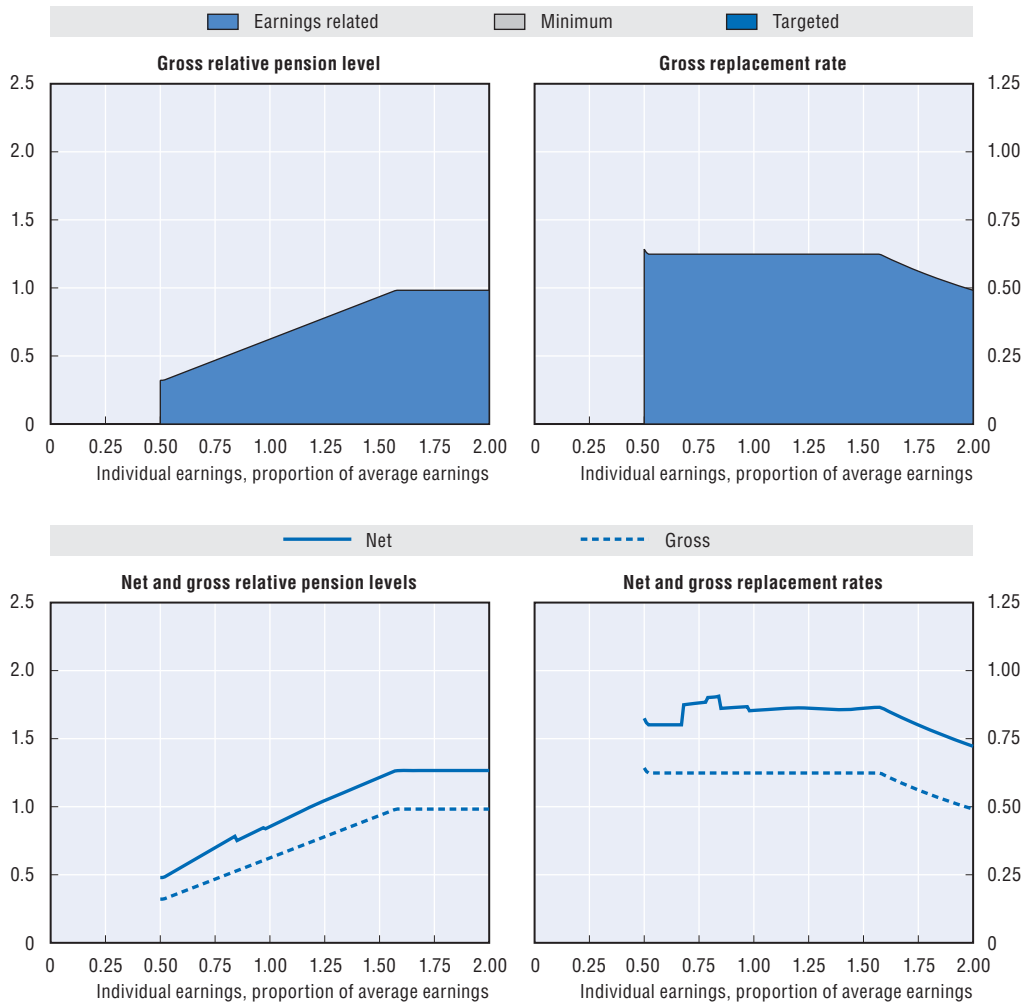 Earnings related Minimum Targeted
Gross relative pension level
2.5
2.0
1.5
1.0
0.5
0
0 0.25 0.50 0.75 1.00 1.25 1.50 1.75 2.00
Individual earnings, proportion of average earnings
Gross replacement rate
1.25
1.00
0.75
0.50
0.25
0
0 0.25 0.50 0.75 1.00 1.25 1.50 1.75 2.00
Individual earnings, proportion of average earnings
Net Gross
Net and gross relative pension levels
2.5
2.0
1.5
1.0
0.5
0
0 0.25 0.50 0.75 1.00 1.25 1.50 1.75 2.00
Individual earnings, proportion of average earnings
Net and gross replacement rates
1.25
1.00
0.75
0.50
0.25
0
0 0.25 0.50 0.75 1.00 1.25 1.50 1.75 2.00
Individual earnings, proportion of average earnings